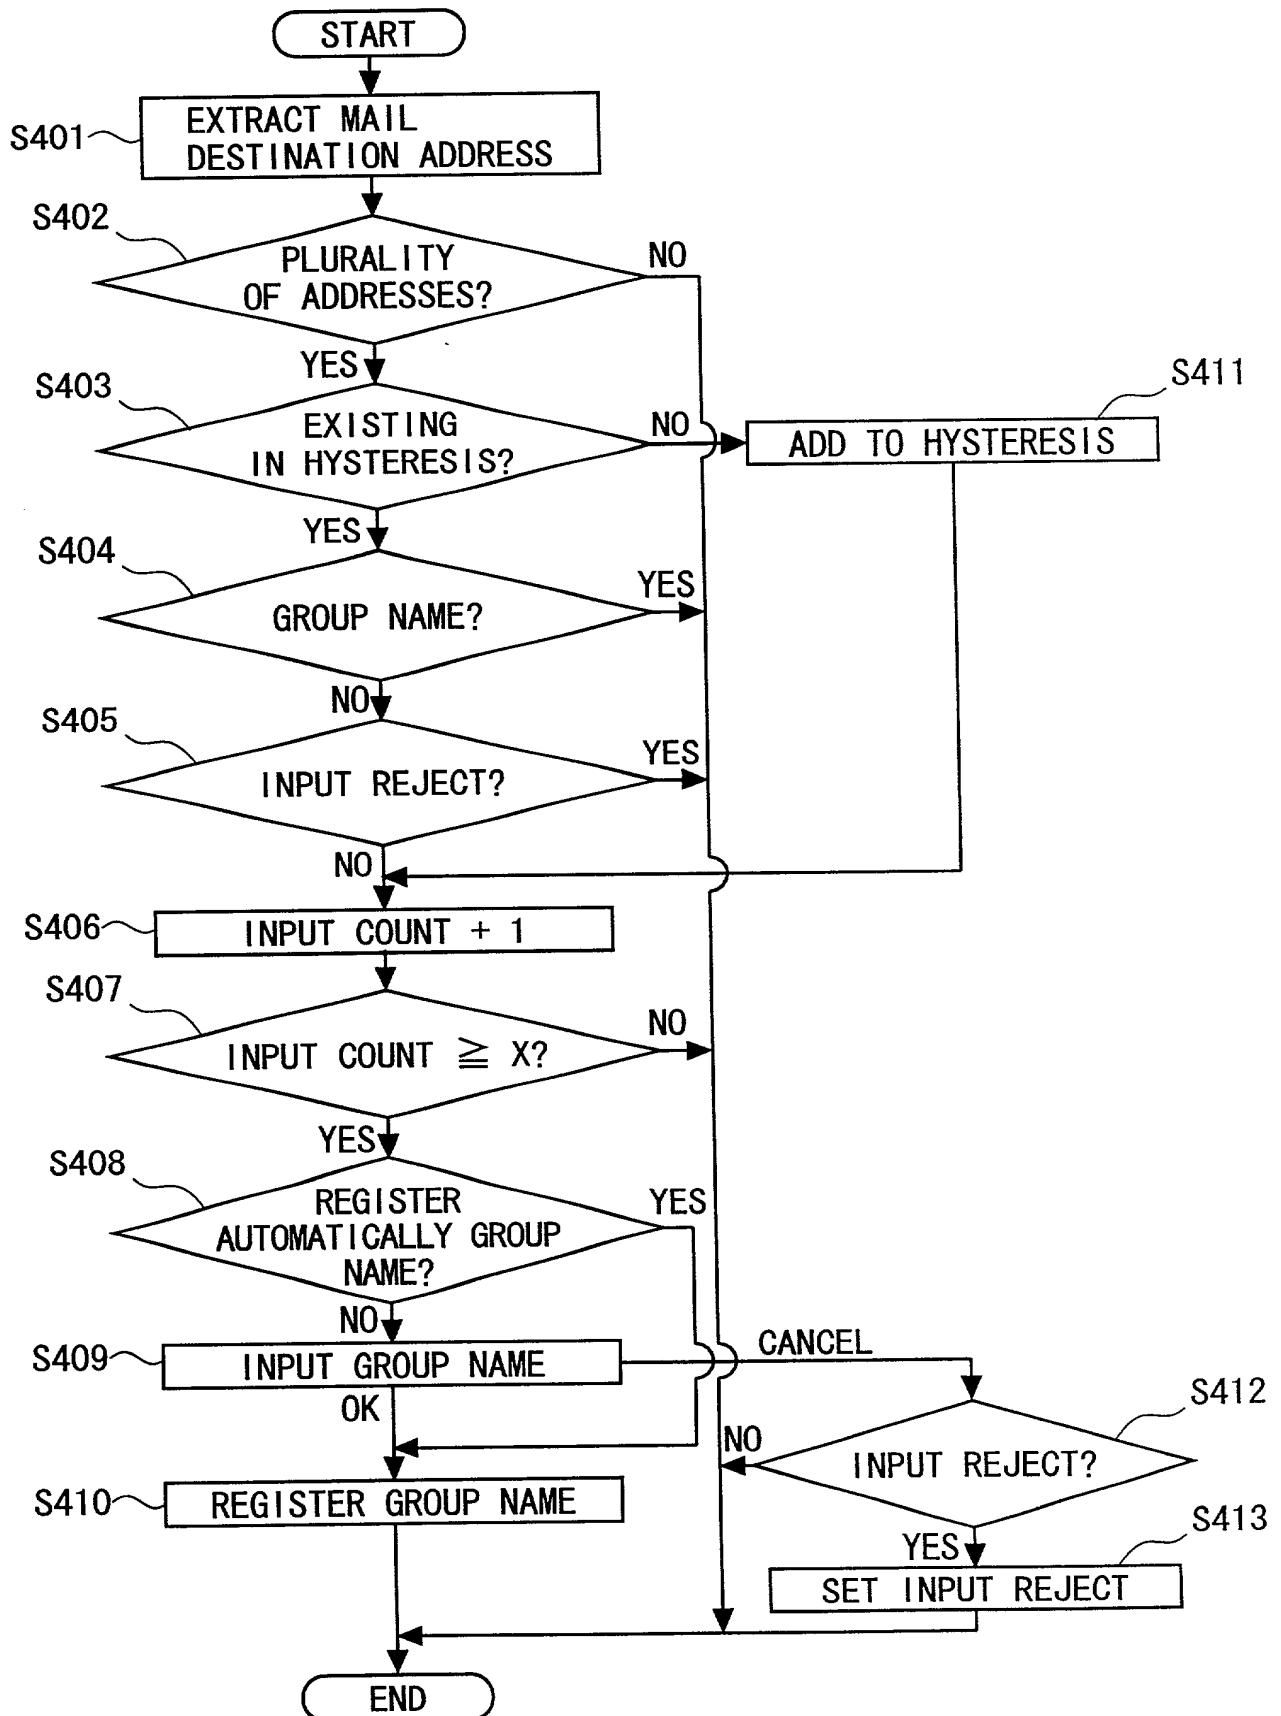 START
S401
EXTRACT MAIL
DESTINATION ADDRESS
S402
PLURALITY
OF ADDRESSES?
NO
YES
S403
EXISTING
IN HYSTERESIS?
NO
S411
ADD TO HYSTERESIS
YES
S404
GROUP NAME?
YES
NO
S405
INPUT REJECT?
YES
NO
S406
INPUT COUNT + 1
S407
INPUT COUNT ≧ X?
NO
YES
S408
REGISTER
AUTOMATICALLY GROUP
NAME?
YES
NO
S409
INPUT GROUP NAME
CANCEL
OK
S412
INPUT REJECT?
NO
S410
REGISTER GROUP NAME
YES
S413
SET INPUT REJECT
END